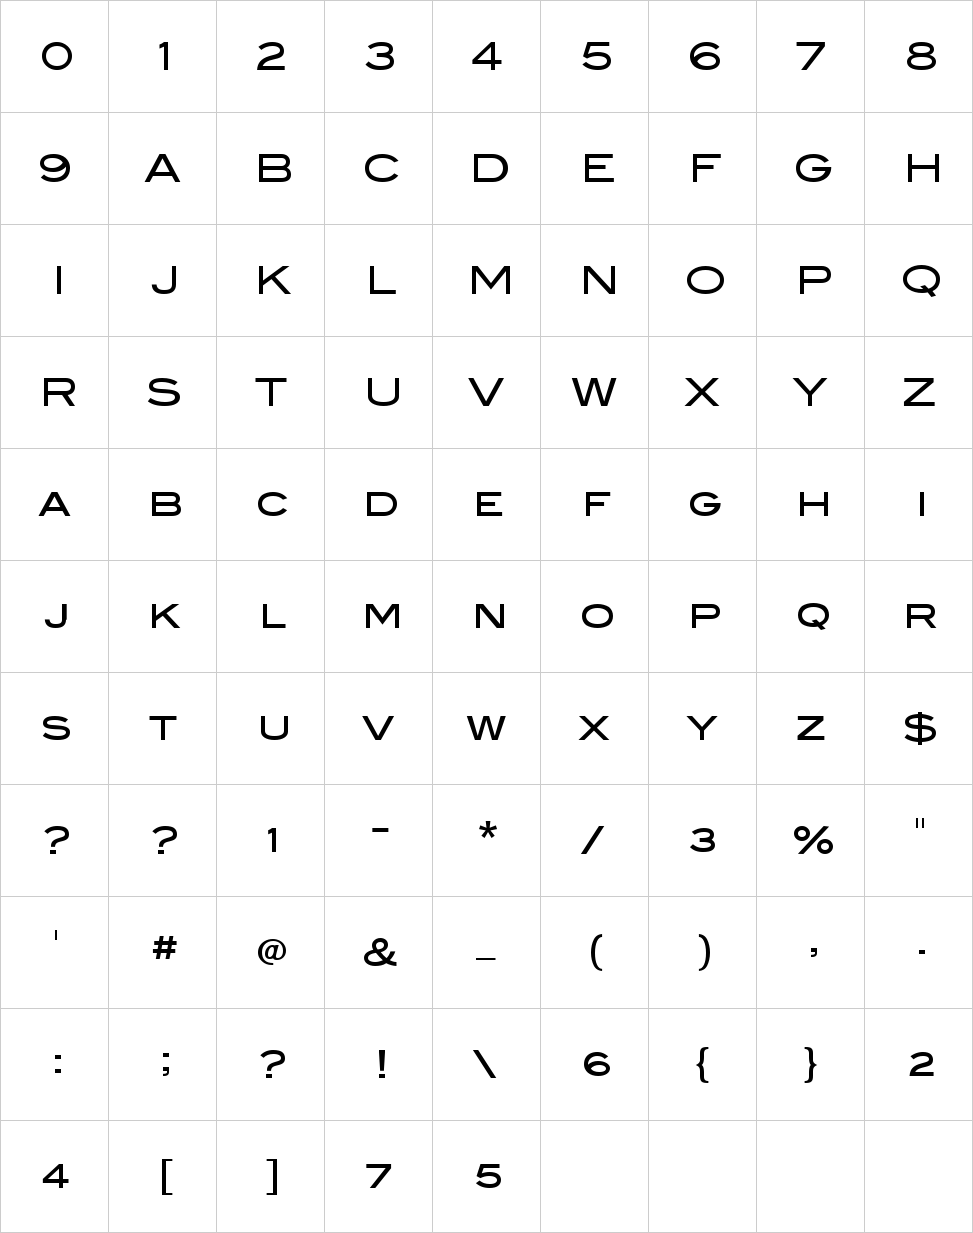 0 1 2 3 4 5 6 7 8
9 A B C D E F G H
I J K L M N O P Q
R S T U V W X Y Z
A B C D E F G H I
J K L M N O P Q R
S T U V W X Y Z $
? ? 1 - * / 3 % "
' # @ & _ ( ) , .
: ; ? ! \ 6 { } 2
4 [ ] 7 5